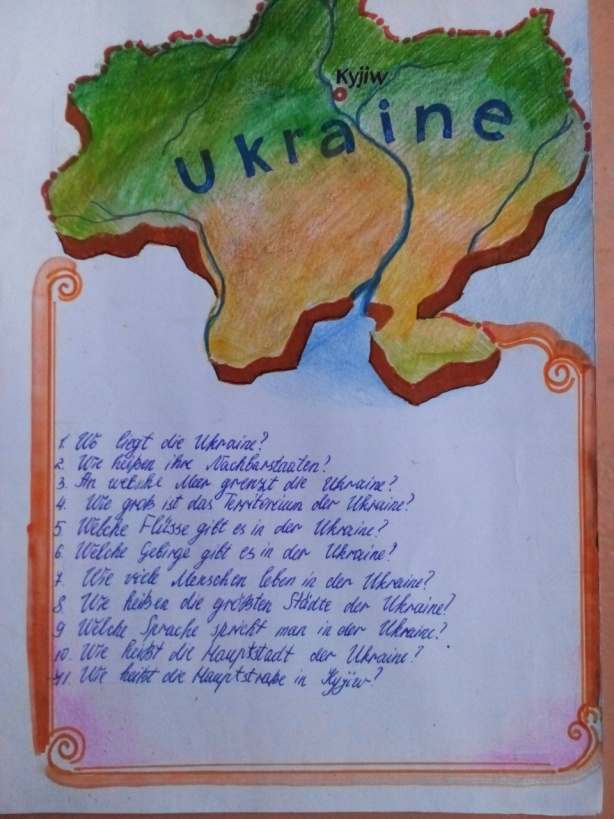 Kyjiw
Ukraine
1. Wo liegt die Ukraine?
2. Wie heißen ihre Nachbarstaaten?
3. An welche Meer grenzt die Ukraine?
4. Wie groß ist das Territorium der Ukraine?
5. Welche Flüsse gibt es in der Ukraine?
6. Welche Gebirge gibt es in der Ukraine?
7. Wie viele Menschen leben in der Ukraine?
8. Wie heißen die größten Städte der Ukraine?
9 Welche Sprache spricht man in der Ukraine?
10. Wie heißt die Hauptstadt der Ukraine?
11. Wie heißt die Hauptstraße in Kyjiw?